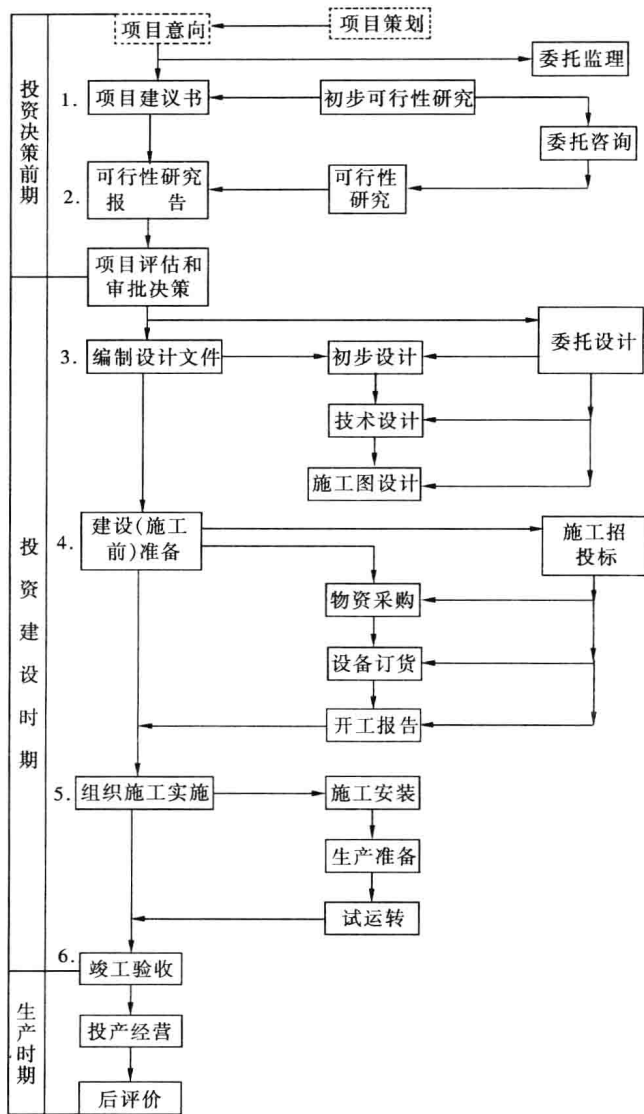 项目意向
项目策划
委托监理
1. 项目建议书
初步可行性研究
委托咨询
2. 可行性研究
报 告
可行性
研究
投资决策前期
项目评估和
审批决策
委托设计
3. 编制设计文件
初步设计
技术设计
施工图设计
4. 建设(施工
前)准备
施工招
投标
物资采购
设备订货
开工报告
投资建设时期
5. 组织施工实施
施工安装
生产准备
试运转
6. 竣工验收
投产经营
后评价
生产时期